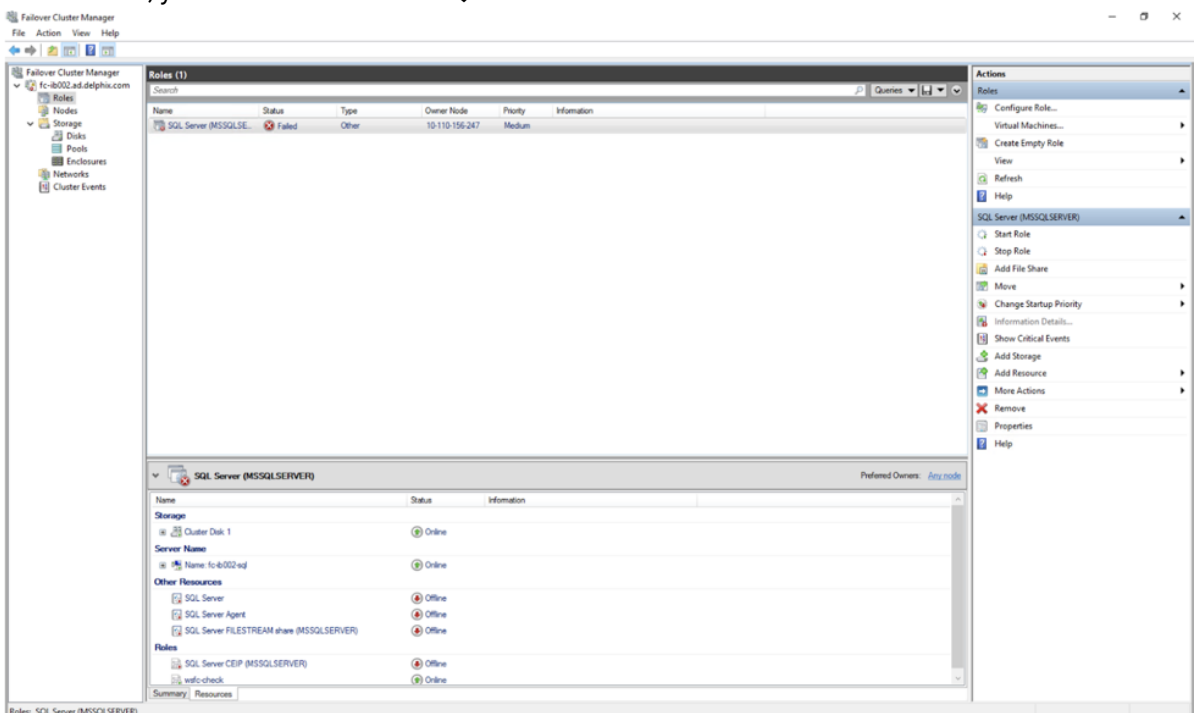 Failover Cluster Manager
File Action View Help
Failover Cluster Manager
fc-ib002.ad.delphix.com
Roles
Nodes
Storage
Disks
Pools
Enclosures
Networks
Cluster Events
Roles (1)
Search
Queries
Name Status Type Owner Node Priority Information
SQL Server (MSSQLSE... Failed Other 10-110-156-247 Medium
SQL Server (MSSQLSERVER)
Preferred Owners: Any node
Name Status Information
Storage
Cluster Disk 1 Online
Server Name
Name: fc-ib002-sql Online
Other Resources
SQL Server Offline
SQL Server Agent Offline
SQL Server FILESTREAM share (MSSQLSERVER) Offline
Roles
SQL Server CEIP (MSSQLSERVER) Offline
wsfc-check Online
Summary Resources
Actions
Roles
Configure Role...
Virtual Machines...
Create Empty Role
View
Refresh
Help
SQL Server (MSSQLSERVER)
Start Role
Stop Role
Add File Share
Move
Change Startup Priority
Information Details...
Show Critical Events
Add Storage
Add Resource
More Actions
Remove
Properties
Help
Roles: SQL Server (MSSQLSERVER)